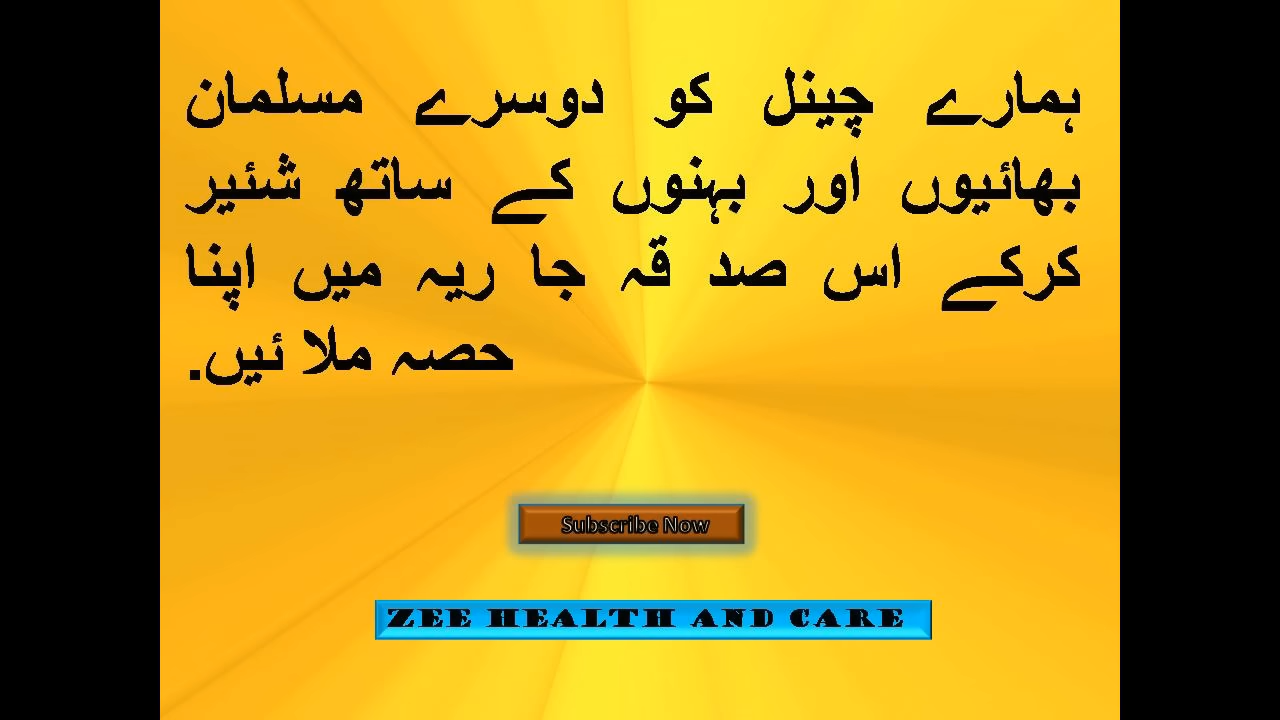 ہمارے چینل کو دوسرے مسلمان
بھائیوں اور بہنوں کے ساتھ شئیر
کرکے اس صد قہ جا ریہ میں اپنا
حصہ ملا ئیں.
Subscribe Now
ZEE HEALTH AND CARE